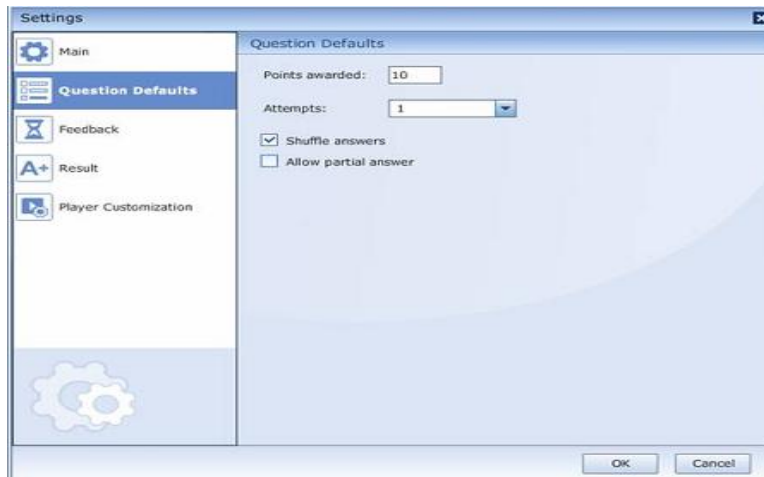 Settings
Main
Question Defaults
Feedback
A+ Result
Player Customization
Question Defaults
Points awarded: 10
Attempts: 1
Shuffle answers
Allow partial answer
OK Cancel